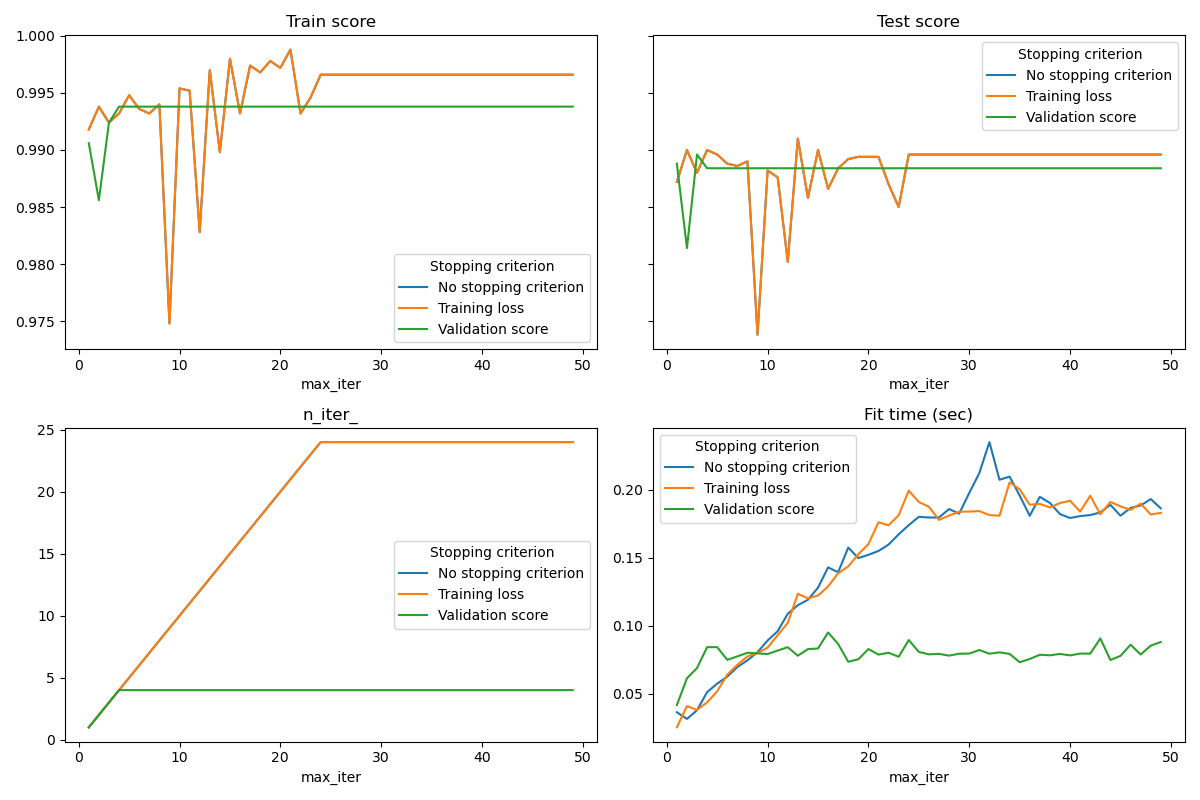 Train score
1.000
0.995
0.990
0.985
0.980
0.975
Stopping criterion
No stopping criterion
Training loss
Validation score
0 10 20 30 40 50
max_iter
Test score
Stopping criterion
No stopping criterion
Training loss
Validation score
0 10 20 30 40 50
max_iter
n_iter_
25
20
15
10
5
0
Stopping criterion
No stopping criterion
Training loss
Validation score
0 10 20 30 40 50
max_iter
Fit time (sec)
Stopping criterion
No stopping criterion
Training loss
Validation score
0.20
0.15
0.10
0.05
0 10 20 30 40 50
max_iter